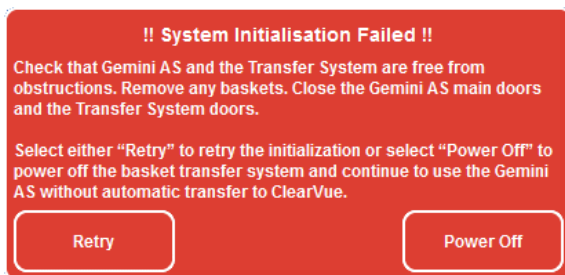 !! System Initialisation Failed !!
Check that Gemini AS and the Transfer System are free from
obstructions. Remove any baskets. Close the Gemini AS main doors
and the Transfer System doors.
Select either “Retry” to retry the initialization or select “Power Off” to
power off the basket transfer system and continue to use the Gemini
AS without automatic transfer to ClearVue.
Retry
Power Off